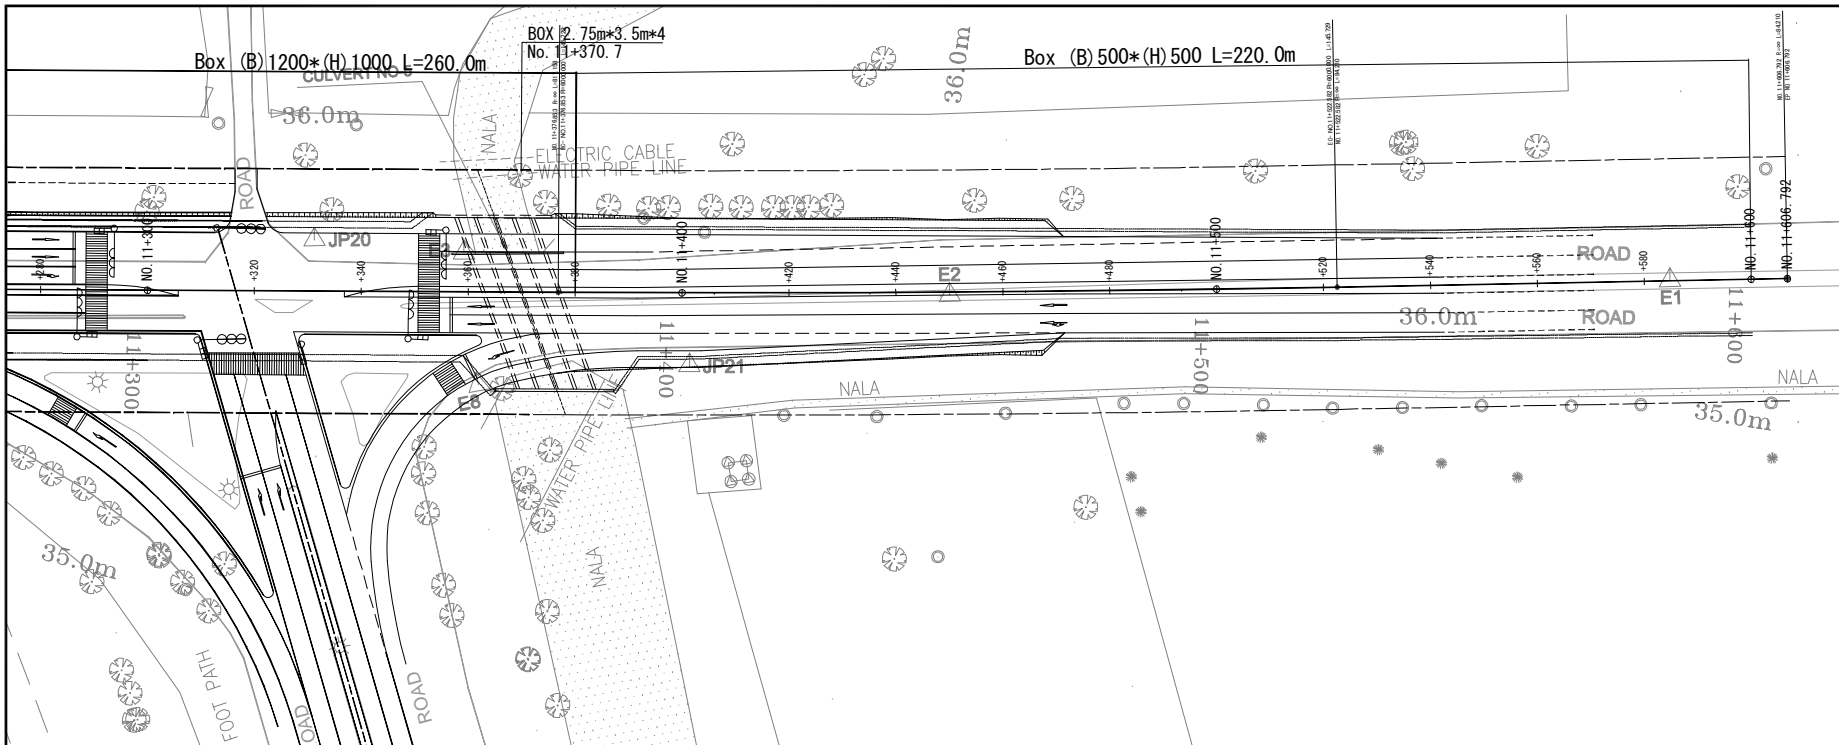 BOX 2.75m*3.5m*4
No.11+370.7
Box (B)1200*(H)1000 L=260.0m
Box (B)500*(H)500 L=220.0m
CULVERT NO 6
36.0m
36.0m
NALA
ELECTRIC CABLE
WATER PIPE LINE
ROAD
JP20
E3
NO.11+300
+320
+340
+360
+380
NO.11+400
+420
+440
+460
+480
NO.11+500
+520
+540
+560
+580
NO.11+600
NO.11+606.792
E2
E1
ROAD
ROAD
36.0m
11+300
11+400
11+500
11+600
JP21
E8
NALA
NALA
35.0m
WATER PIPE LINE
NALA
35.0m
FOOT PATH
ROAD
ROAD